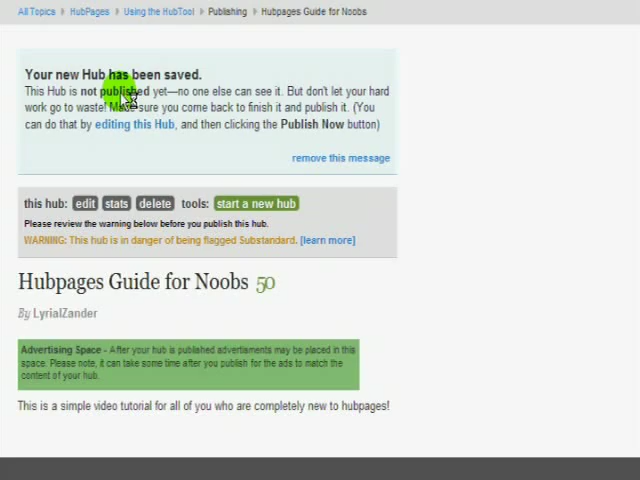 All Topics HubPages Using the HubTool Publishing Hubpages Guide for Noobs
Your new Hub has been saved.
This Hub is not published yet—no one else can see it. But don't let your hard
work go to waste! Make sure you come back to finish it and publish it. (You
can do that by editing this Hub, and then clicking the Publish Now button)
remove this message
this hub: edit stats delete tools: start a new hub
Please review the warning below before you publish this hub.
WARNING: This hub is in danger of being flagged Substandard. [learn more]
Hubpages Guide for Noobs 50
By LyrialZander
Advertising Space - After your hub is published advertisments may be placed in this
space. Please note, it can take some time after you publish for the ads to match the
content of your hub.
This is a simple video tutorial for all of you who are completely new to hubpages!